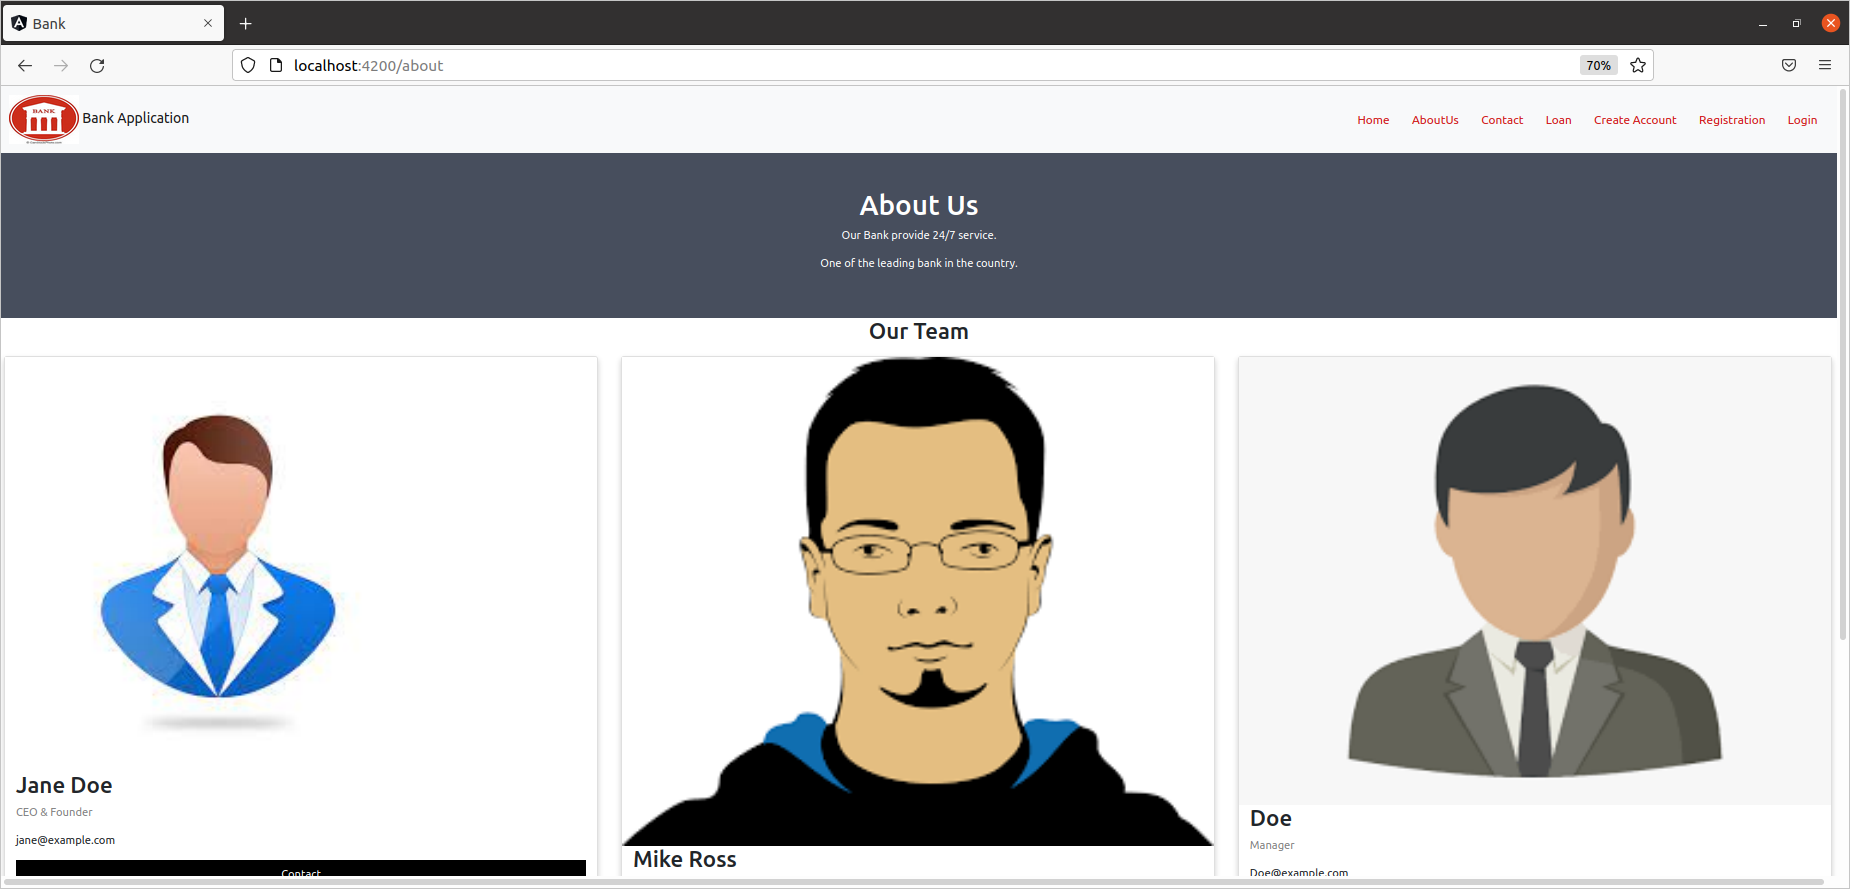 Bank
localhost:4200/about
70%
BANK
Bank Application
Home
AboutUs
Contact
Loan
Create Account
Registration
Login
About Us
Our Bank provide 24/7 service.
One of the leading bank in the country.
Our Team
Jane Doe
CEO & Founder
jane@example.com
Contact
Mike Ross
Doe
Manager
Doe@example.com